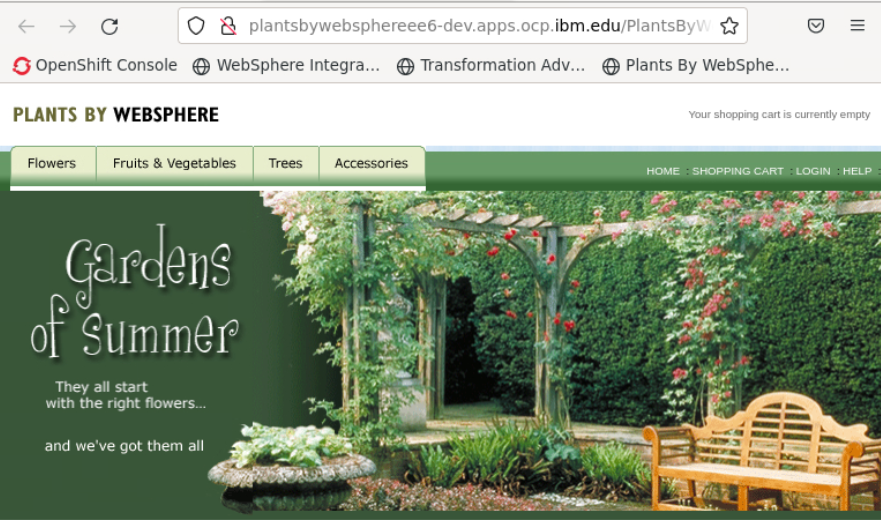 plantsbywebsphereee6-dev.apps.ocp.ibm.edu/PlantsByW
OpenShift Console WebSphere Integra... Transformation Adv... Plants By WebSphe...
PLANTS BY WEBSPHERE
Your shopping cart is currently empty
Flowers Fruits & Vegetables Trees Accessories
HOME : SHOPPING CART : LOGIN : HELP :
Gardens
of Summer
They all start
with the right flowers...
and we've got them all